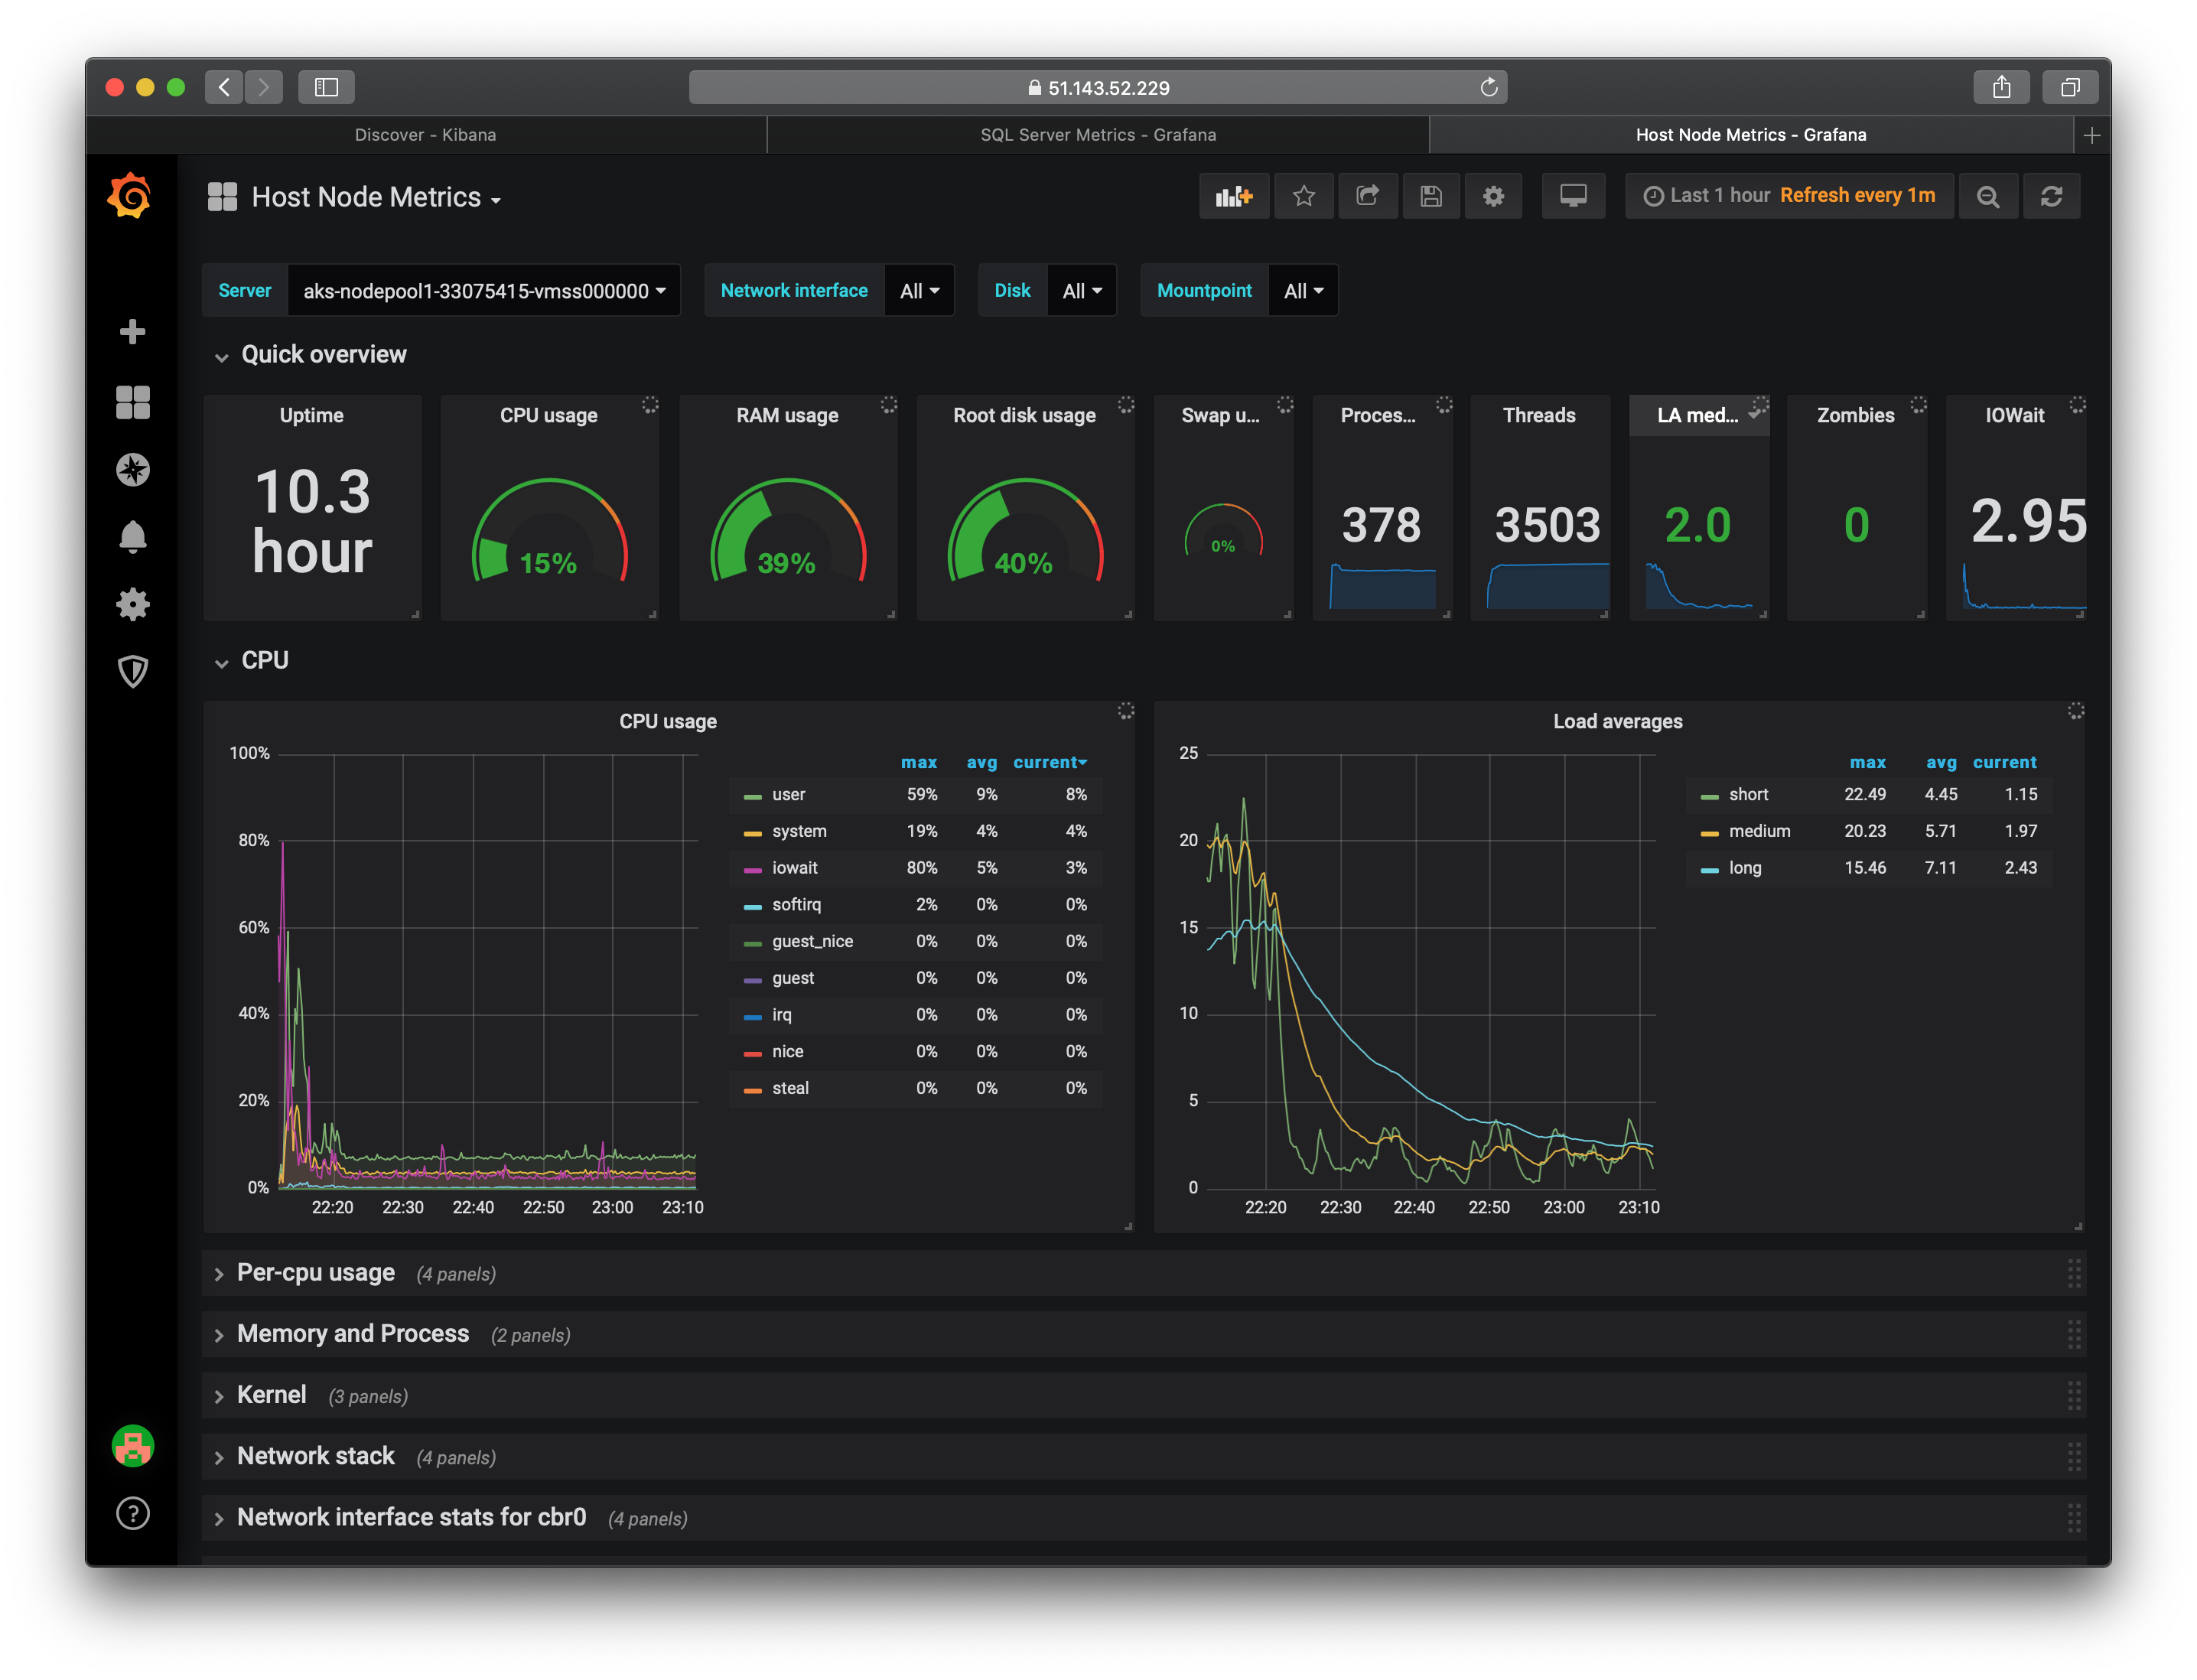 51.143.52.229
Discover - Kibana
SQL Server Metrics - Grafana
Host Node Metrics - Grafana
Host Node Metrics
Last 1 hour Refresh every 1m
Server aks-nodepool1-33075415-vmss000000
Network interface All
Disk All
Mountpoint All
Quick overview
Uptime
10.3
hour
CPU usage
15%
RAM usage
39%
Root disk usage
40%
Swap u...
0%
Proces...
378
Threads
3503
LA med...
2.0
Zombies
0
IOWait
2.95
CPU
CPU usage
100%
80%
60%
40%
20%
0%
22:20 22:30 22:40 22:50 23:00 23:10
max avg current
user 59% 9% 8%
system 19% 4% 4%
iowait 80% 5% 3%
softirq 2% 0% 0%
guest_nice 0% 0% 0%
guest 0% 0% 0%
irq 0% 0% 0%
nice 0% 0% 0%
steal 0% 0% 0%
Load averages
25
20
15
10
5
0
22:20 22:30 22:40 22:50 23:00 23:10
max avg current
short 22.49 4.45 1.15
medium 20.23 5.71 1.97
long 15.46 7.11 2.43
Per-cpu usage (4 panels)
Memory and Process (2 panels)
Kernel (3 panels)
Network stack (4 panels)
Network interface stats for cbr0 (4 panels)
?